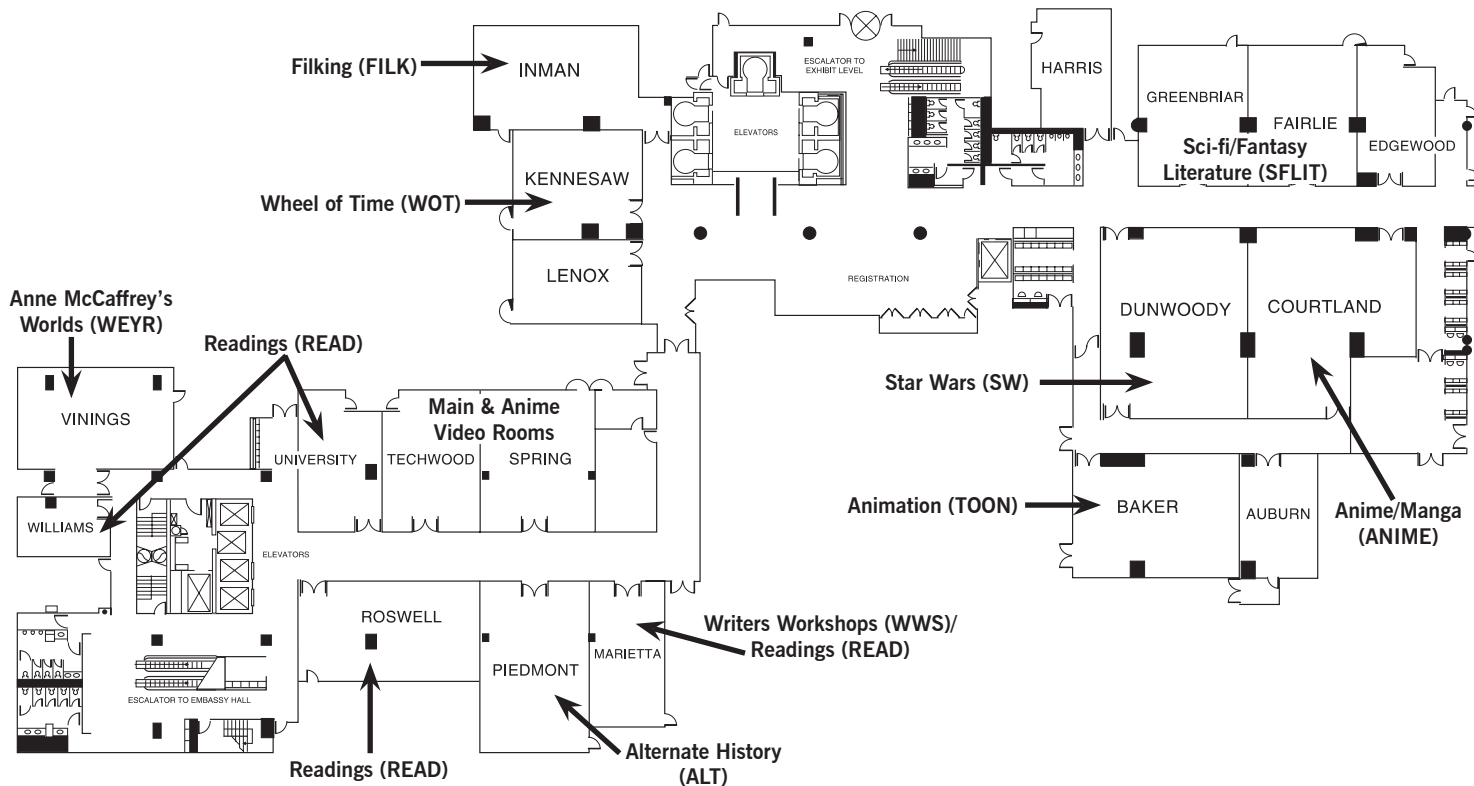 Filking (FILK)
INMAN
ESCALATOR TO
EXHIBIT LEVEL
HARRIS
GREENBRIAR
FAIRLIE
EDGEWOOD
Sci-fi/Fantasy
Literature (SFLIT)
ELEVATORS
KENNESAW
Wheel of Time (WOT)
LENOX
REGISTRATION
DUNWOODY
COURTLAND
Anne McCaffrey's
Worlds (WEYR)
Readings (READ)
Star Wars (SW)
VININGS
Main & Anime
Video Rooms
UNIVERSITY
TECHWOOD
SPRING
WILLIAMS
ELEVATORS
Animation (TOON)
BAKER
AUBURN
Anime/Manga
(ANIME)
ROSWELL
PIEDMONT
MARIETTA
Writers Workshops (WWS)/
Readings (READ)
ESCALATOR TO EMBASSY HALL
Readings (READ)
Alternate History
(ALT)